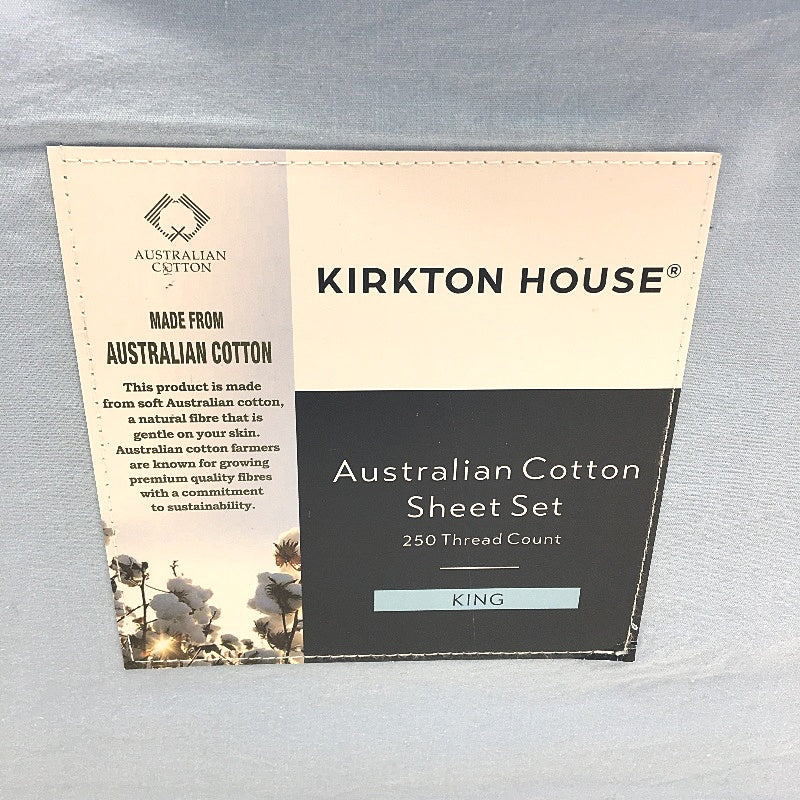 AUSTRALIAN
COTTON
MADE FROM
AUSTRALIAN COTTON
This product is made
from soft Australian cotton,
a natural fibre that is
gentle on your skin.
Australian cotton farmers
are known for growing
premium quality fibres
with a commitment
to sustainability.
KIRKTON HOUSE®
Australian Cotton
Sheet Set
250 Thread Count
KING